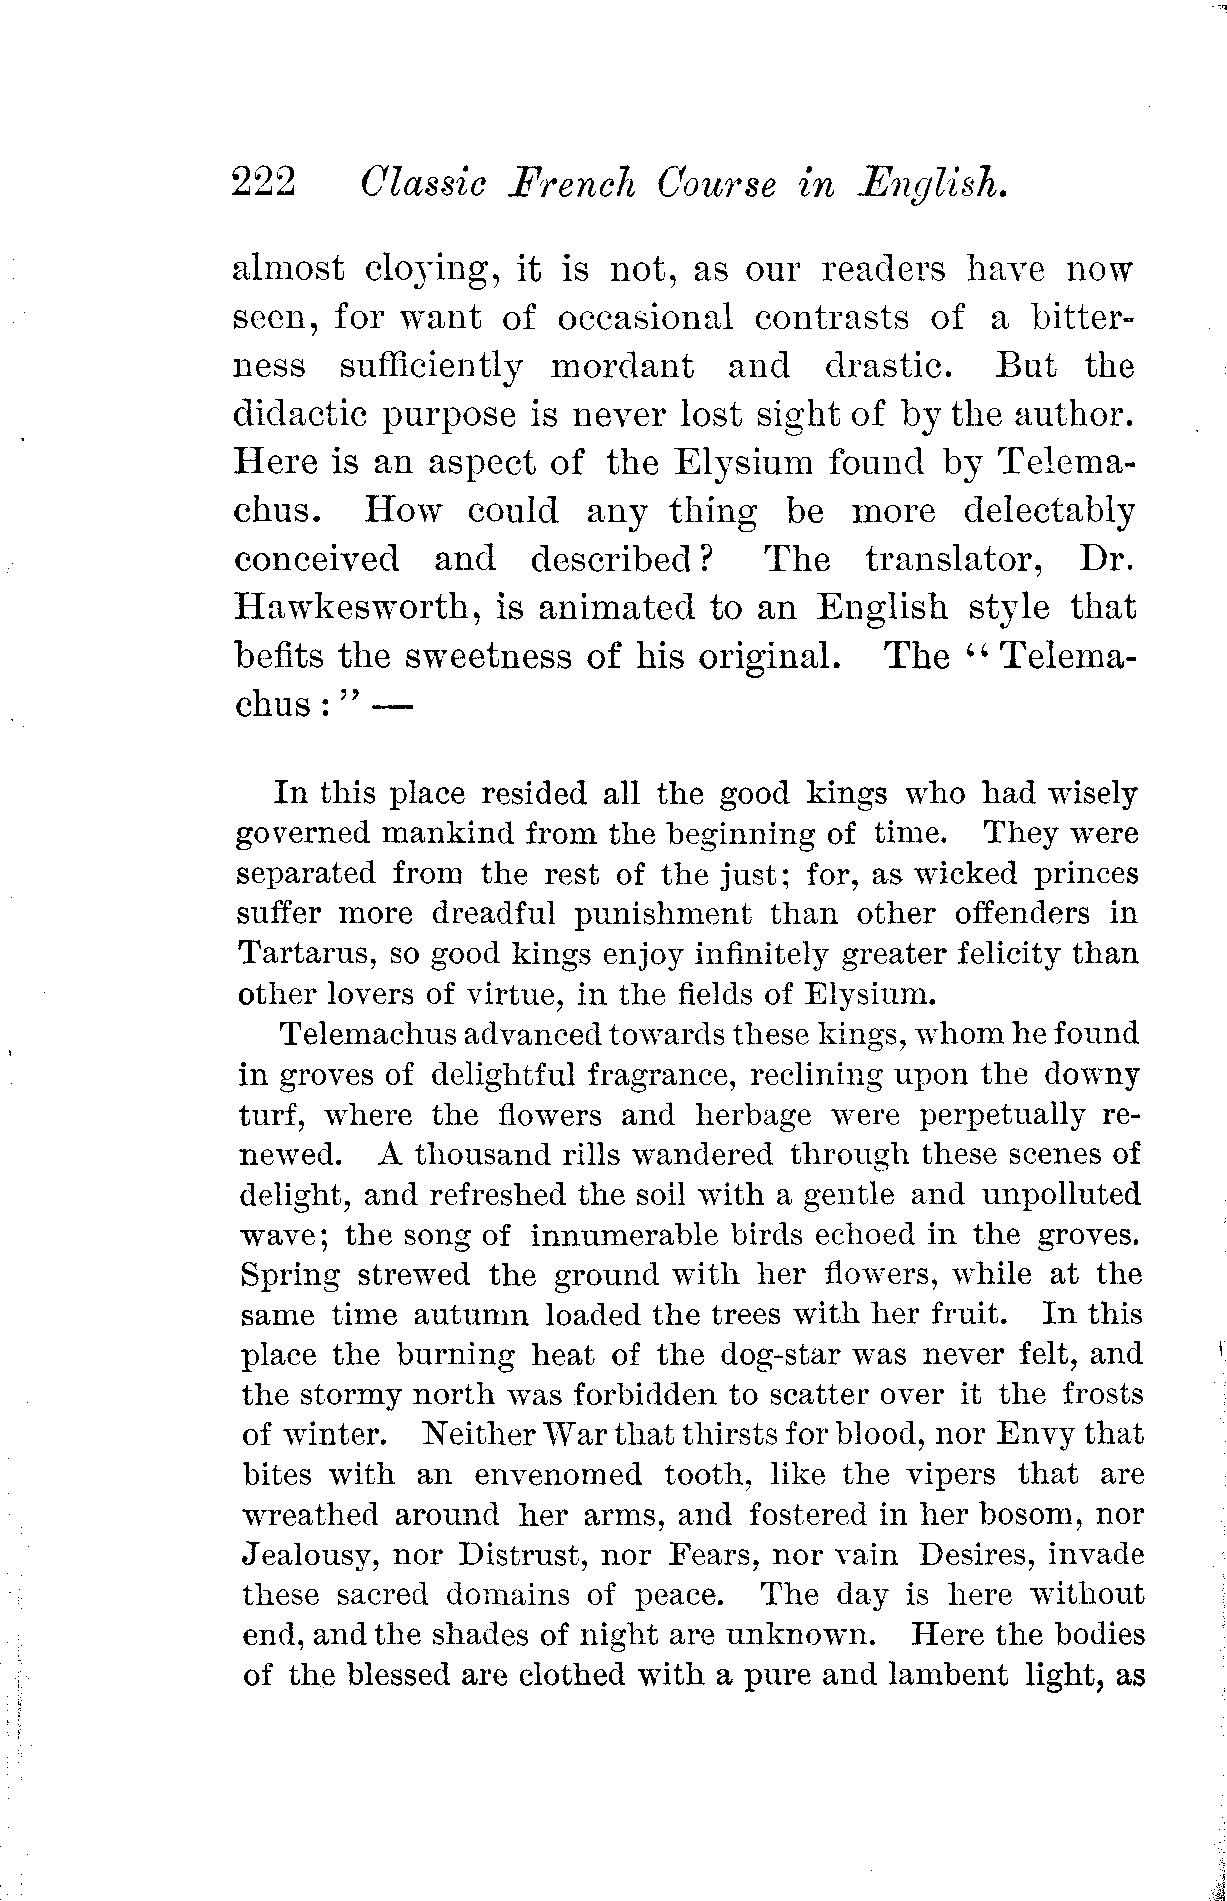 222 Classic French Course in English.
almost cloying, it is not, as our readers have now
seen, for want of occasional contrasts of a bitter-
ness sufficiently mordant and drastic. But the
didactic purpose is never lost sight of by the author.
Here is an aspect of the Elysium found by Telema-
chus. How could any thing be more delectably
conceived and described? The translator, Dr.
Hawkesworth, is animated to an English style that
befits the sweetness of his original. The “Telema-
chus:” —
In this place resided all the good kings who had wisely
governed mankind from the beginning of time. They were
separated from the rest of the just; for, as wicked princes
suffer more dreadful punishment than other offenders in
Tartarus, so good kings enjoy infinitely greater felicity than
other lovers of virtue, in the fields of Elysium.
Telemachus advanced towards these kings, whom he found
in groves of delightful fragrance, reclining upon the downy
turf, where the flowers and herbage were perpetually re-
newed. A thousand rills wandered through these scenes of
delight, and refreshed the soil with a gentle and unpolluted
wave; the song of innumerable birds echoed in the groves.
Spring strewed the ground with her flowers, while at the
same time autumn loaded the trees with her fruit. In this
place the burning heat of the dog-star was never felt, and
the stormy north was forbidden to scatter over it the frosts
of winter. Neither War that thirsts for blood, nor Envy that
bites with an envenomed tooth, like the vipers that are
wreathed around her arms, and fostered in her bosom, nor
Jealousy, nor Distrust, nor Fears, nor vain Desires, invade
these sacred domains of peace. The day is here without
end, and the shades of night are unknown. Here the bodies
of the blessed are clothed with a pure and lambent light, as